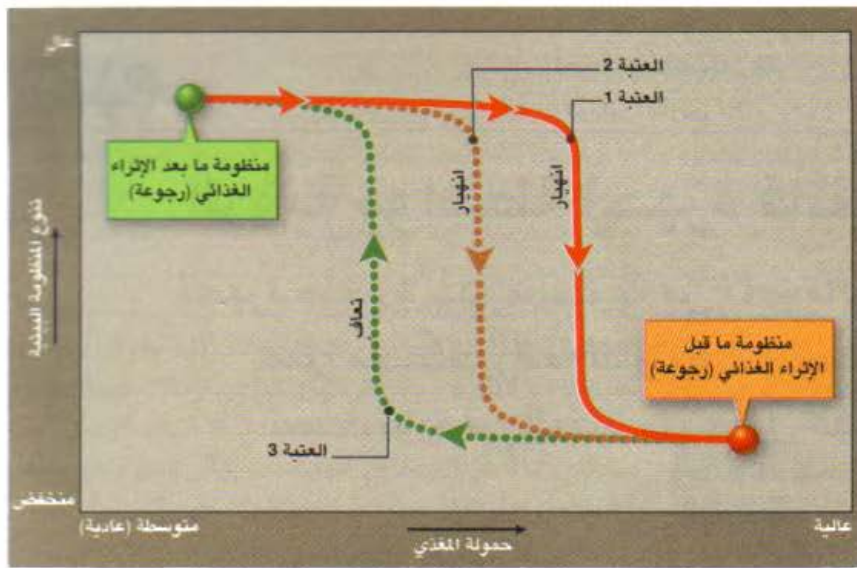 عالٍ
العتبة 2
العتبة 1
منظومة ما بعد الإثراء
الغذائي (رجوعة)
انهيار
انهيار
تعاف
تنوع المنظومة البيئية
منظومة ما قبل
الإثراء الغذائي (رجوعة)
العتبة 3
منخفض
متوسطة (عادية)
حمولة المغذي
عالية